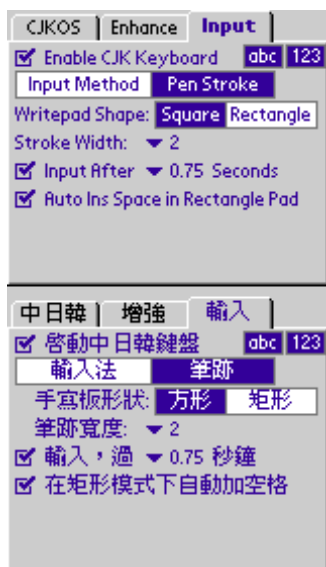 CJKOS Enhance Input
Enable CJK Keyboard abc 123
Input Method Pen Stroke
Writepad Shape: Square Rectangle
Stroke Width: 2
Input After 0.75 Seconds
Auto Ins Space in Rectangle Pad
中日韓 增強 輸入
啓動中日韓鍵盤 abc 123
輸入法 筆跡
手寫板形狀: 方形 矩形
筆跡寬度: 2
輸入，過 0.75 秒鐘
在矩形模式下自動加空格